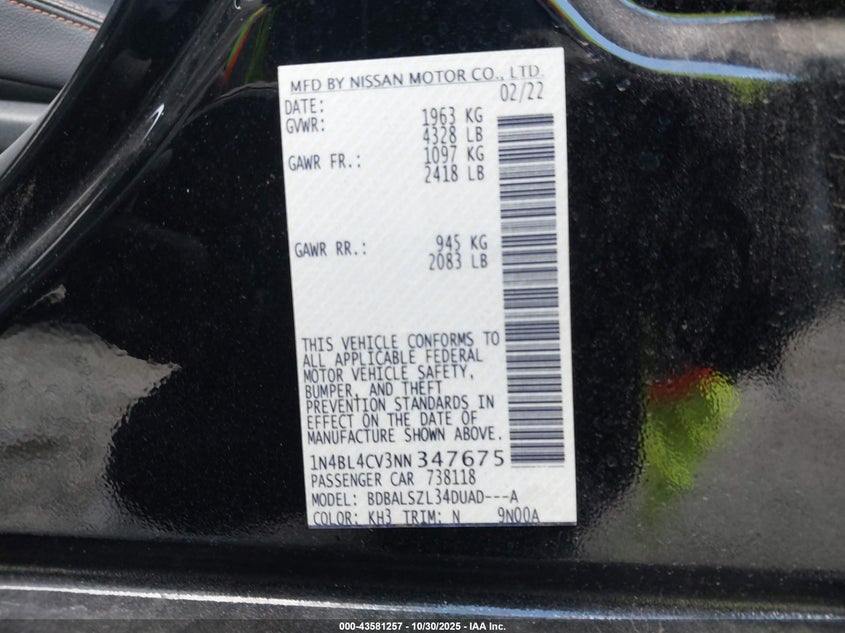 MFD BY NISSAN MOTOR CO., LTD.
DATE: 02/22
GVWR: 1963 KG
4328 LB
GAWR FR.: 1097 KG
2418 LB
GAWR RR.: 945 KG
2083 LB
THIS VEHICLE CONFORMS TO
ALL APPLICABLE FEDERAL
MOTOR VEHICLE SAFETY,
BUMPER, AND THEFT
PREVENTION STANDARDS IN
EFFECT ON THE DATE OF
MANUFACTURE SHOWN ABOVE.
1N4BL4CV3NN 347675
PASSENGER CAR 738118
MODEL: BDBALSZL34DUAD---A
COLOR: KH3 TRIM: N 9N00A
000-43581257 - 10/30/2025 - IAA Inc.